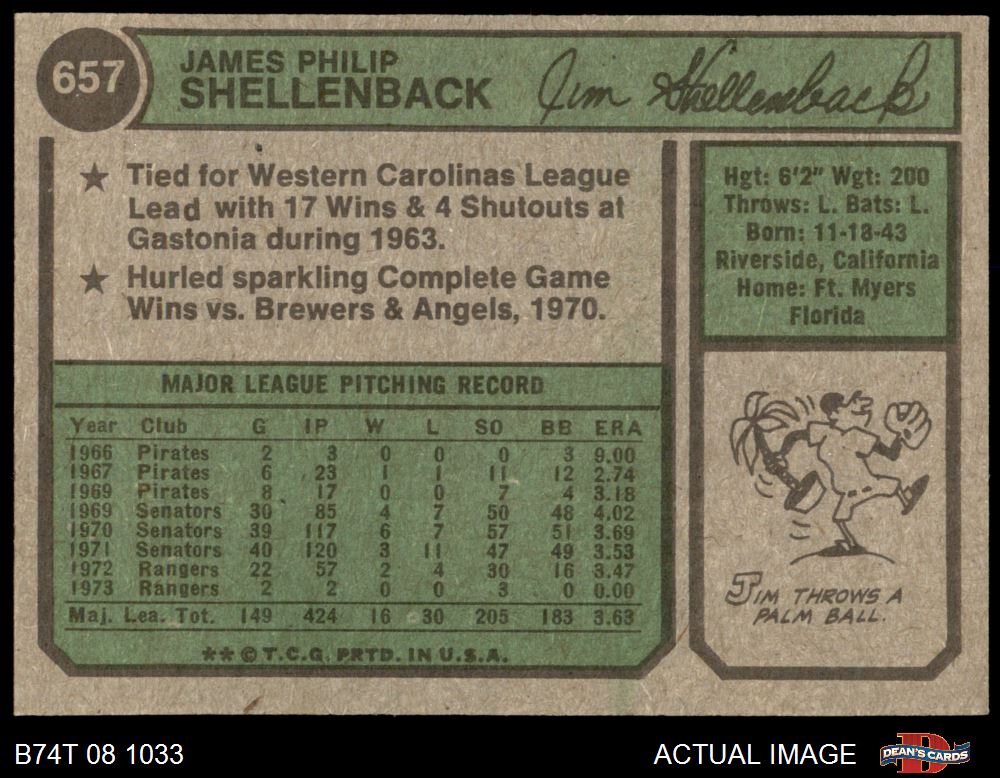 657
JAMES PHILIP
SHELLENBACK
Jim Shellenback
★ Tied for Western Carolinas League
Lead with 17 Wins & 4 Shutouts at
Gastonia during 1963.
★ Hurled sparkling Complete Game
Wins vs. Brewers & Angels, 1970.
Hgt: 6'2" Wgt: 200
Throws: L. Bats: L.
Born: 11-18-43
Riverside, California
Home: Ft. Myers
Florida
MAJOR LEAGUE PITCHING RECORD
Year Club G IP W L SO BB ERA
1966 Pirates 2 3 0 0 0 3 9.00
1967 Pirates 6 23 1 1 11 12 2.74
1969 Pirates 8 17 0 0 7 4 3.18
1969 Senators 30 85 4 7 50 48 4.02
1970 Senators 39 117 6 7 57 51 3.69
1971 Senators 40 120 3 11 47 49 3.53
1972 Rangers 22 57 2 4 30 16 3.47
1973 Rangers 2 2 0 0 3 0 0.00
Maj. Lea. Tot. 149 424 16 30 205 183 3.63
** © T.C.G. PRTD. IN U.S.A.
JIM THROWS A
PALM BALL.
B74T 08 1033
ACTUAL IMAGE
D
DEAN'S CARDS